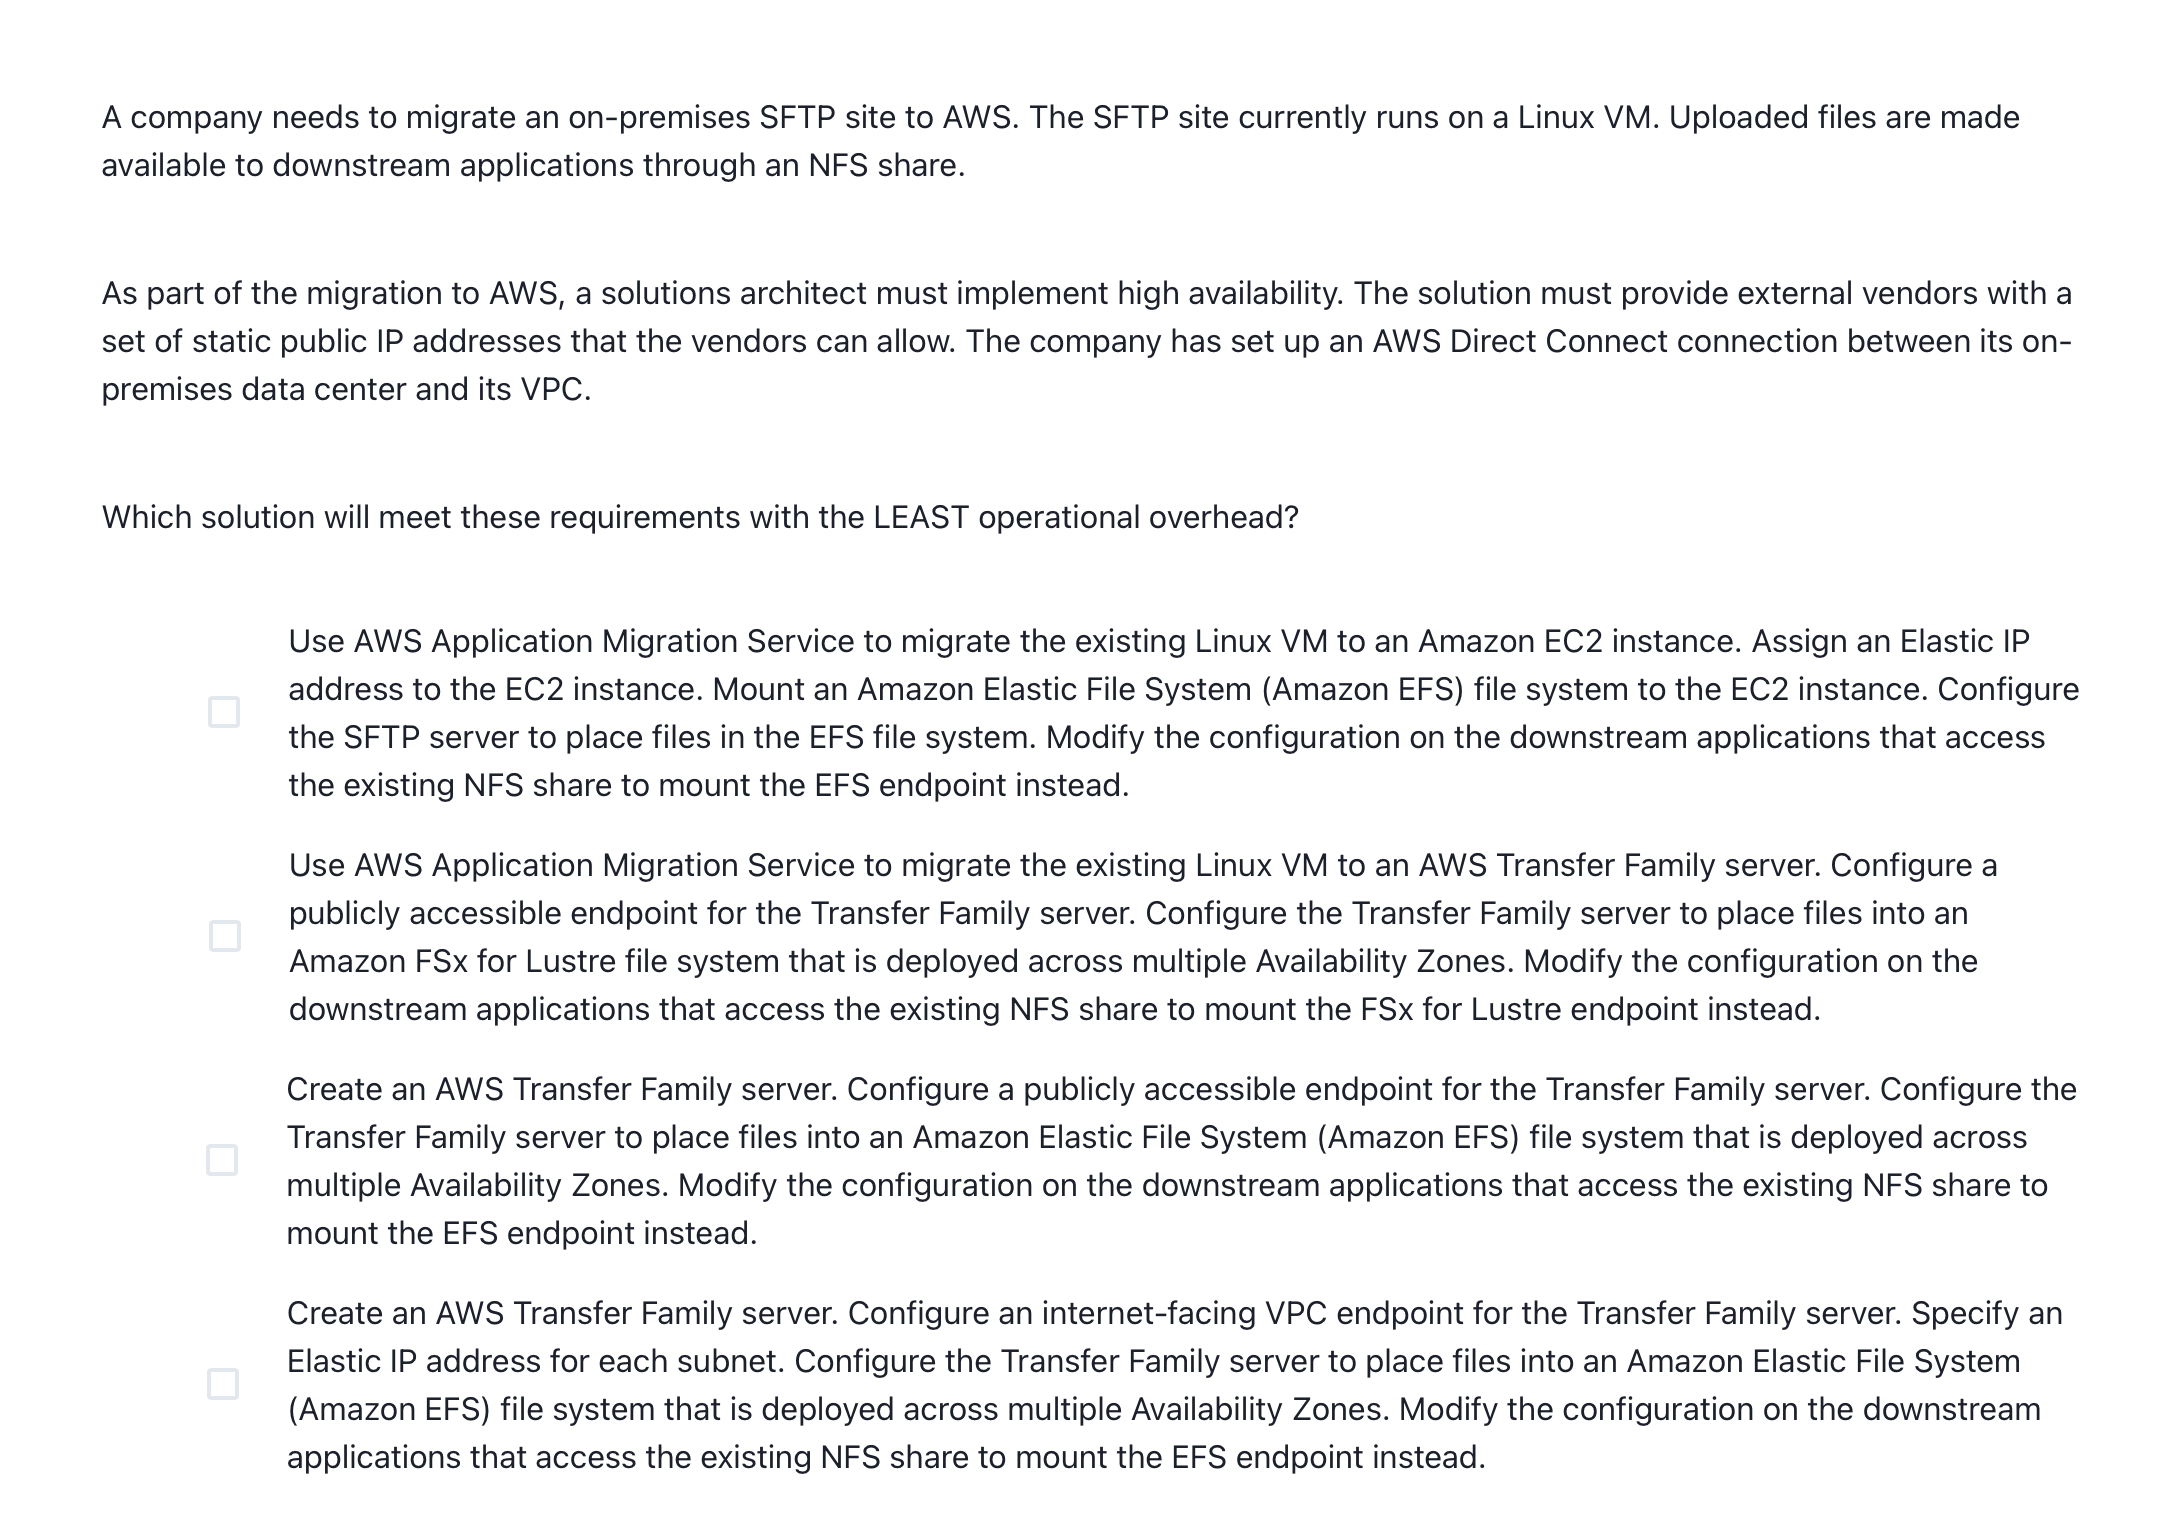 A company needs to migrate an on-premises SFTP site to AWS. The SFTP site currently runs on a Linux VM. Uploaded files are made
available to downstream applications through an NFS share.
As part of the migration to AWS, a solutions architect must implement high availability. The solution must provide external vendors with a
set of static public IP addresses that the vendors can allow. The company has set up an AWS Direct Connect connection between its on-
premises data center and its VPC.
Which solution will meet these requirements with the LEAST operational overhead?
Use AWS Application Migration Service to migrate the existing Linux VM to an Amazon EC2 instance. Assign an Elastic IP
address to the EC2 instance. Mount an Amazon Elastic File System (Amazon EFS) file system to the EC2 instance. Configure
the SFTP server to place files in the EFS file system. Modify the configuration on the downstream applications that access
the existing NFS share to mount the EFS endpoint instead.
Use AWS Application Migration Service to migrate the existing Linux VM to an AWS Transfer Family server. Configure a
publicly accessible endpoint for the Transfer Family server. Configure the Transfer Family server to place files into an
Amazon FSx for Lustre file system that is deployed across multiple Availability Zones. Modify the configuration on the
downstream applications that access the existing NFS share to mount the FSx for Lustre endpoint instead.
Create an AWS Transfer Family server. Configure a publicly accessible endpoint for the Transfer Family server. Configure the
Transfer Family server to place files into an Amazon Elastic File System (Amazon EFS) file system that is deployed across
multiple Availability Zones. Modify the configuration on the downstream applications that access the existing NFS share to
mount the EFS endpoint instead.
Create an AWS Transfer Family server. Configure an internet-facing VPC endpoint for the Transfer Family server. Specify an
Elastic IP address for each subnet. Configure the Transfer Family server to place files into an Amazon Elastic File System
(Amazon EFS) file system that is deployed across multiple Availability Zones. Modify the configuration on the downstream
applications that access the existing NFS share to mount the EFS endpoint instead.